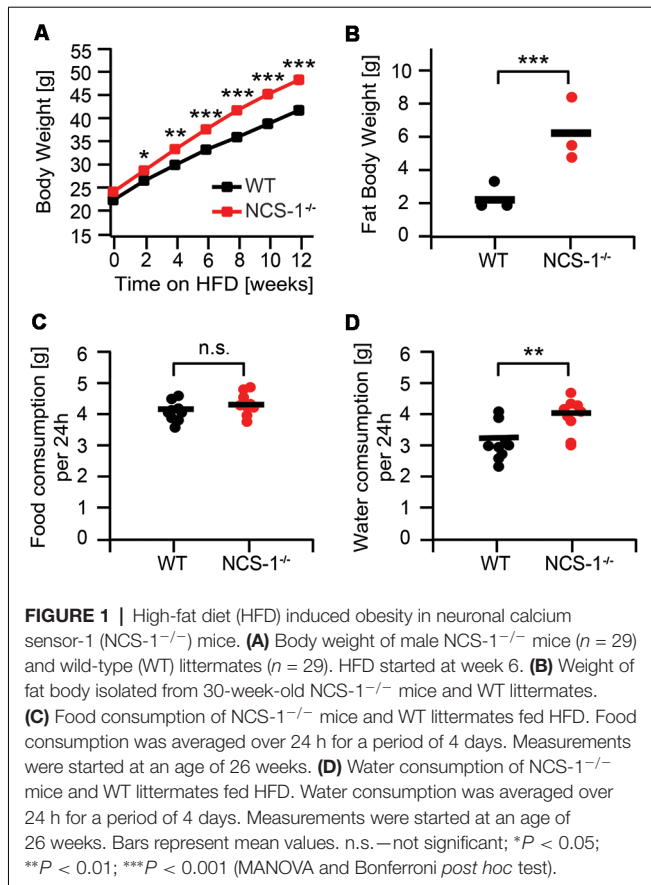 A
Body Weight [g]
55
50
45
40
35
30
25
20
15
*
**
***
***
***
***
WT
NCS-1-/-
0 2 4 6 8 10 12
Time on HFD [weeks]
B
Fat Body Weight [g]
10
8
6
4
2
0
***
WT NCS-1-/-
C
Food comsumption [g]
per 24h
6
5
4
3
2
1
0
n.s.
WT NCS-1-/-
D
Water comsumption [g]
per 24h
6
5
4
3
2
1
0
**
WT NCS-1-/-
FIGURE 1 | High-fat diet (HFD) induced obesity in neuronal calcium
sensor-1 (NCS-1−/−) mice. (A) Body weight of male NCS-1−/− mice (n = 29)
and wild-type (WT) littermates (n = 29). HFD started at week 6. (B) Weight of
fat body isolated from 30-week-old NCS-1−/− mice and WT littermates.
(C) Food consumption of NCS-1−/− mice and WT littermates fed HFD. Food
consumption was averaged over 24 h for a period of 4 days. Measurements
were started at an age of 26 weeks. (D) Water consumption of NCS-1−/−
mice and WT littermates fed HFD. Water consumption was averaged over
24 h for a period of 4 days. Measurements were started at an age of
26 weeks. Bars represent mean values. n.s.—not significant; *P < 0.05;
**P < 0.01; ***P < 0.001 (MANOVA and Bonferroni post hoc test).